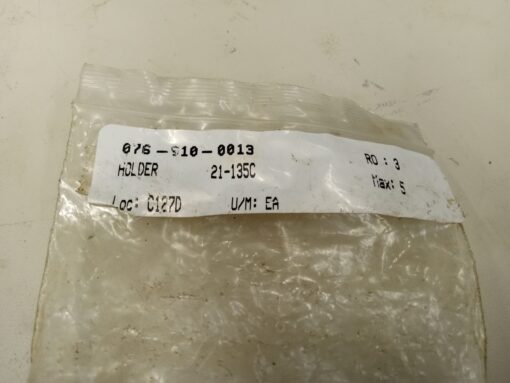 076-910-0013 RO: 3
HOLDER 21-135C Max: 5
Loc: C127D U/M: EA